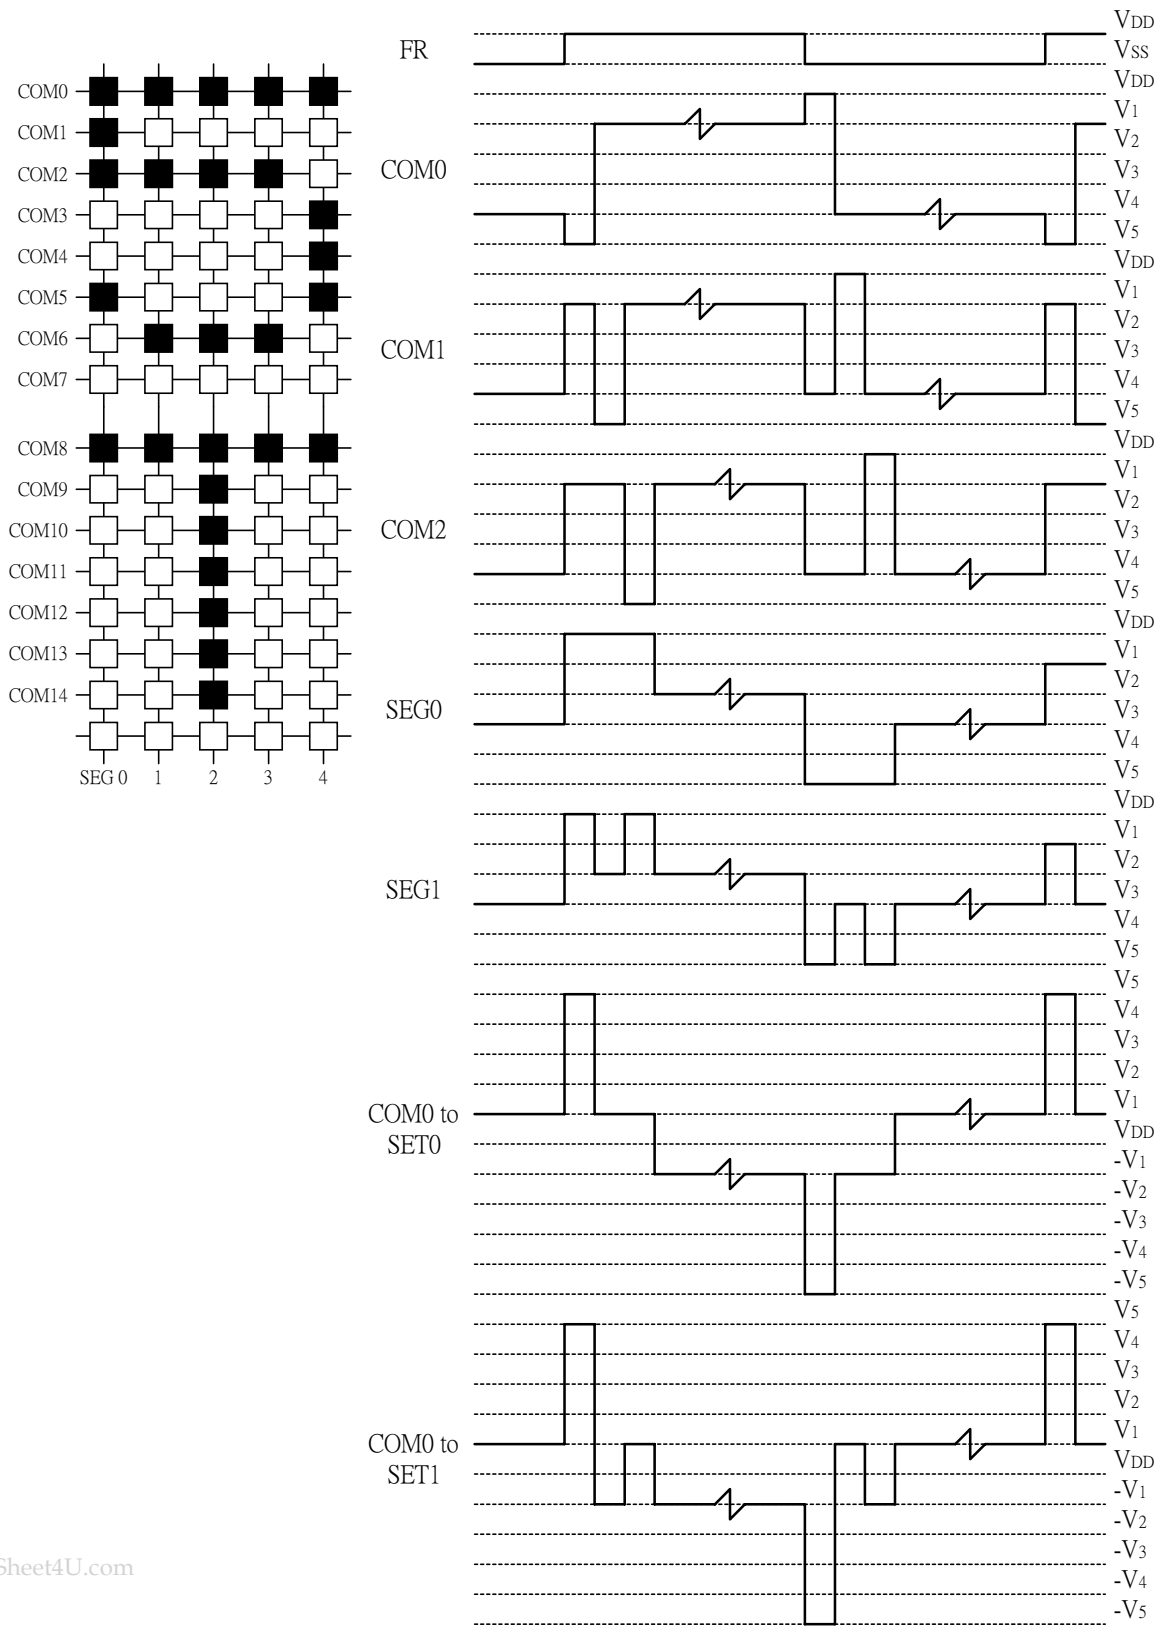 COM0
COM1
COM2
COM3
COM4
COM5
COM6
COM7
COM8
COM9
COM10
COM11
COM12
COM13
COM14
SEG 0 1 2 3 4
FR
VDD
VSS
COM0
VDD
V1
V2
V3
V4
V5
COM1
VDD
V1
V2
V3
V4
V5
COM2
VDD
V1
V2
V3
V4
V5
SEG0
VDD
V1
V2
V3
V4
V5
SEG1
VDD
V1
V2
V3
V4
V5
COM0 to
SET0
V5
V4
V3
V2
V1
VDD
-V1
-V2
-V3
-V4
-V5
COM0 to
SET1
V5
V4
V3
V2
V1
VDD
-V1
-V2
-V3
-V4
-V5
Sheet4U.com